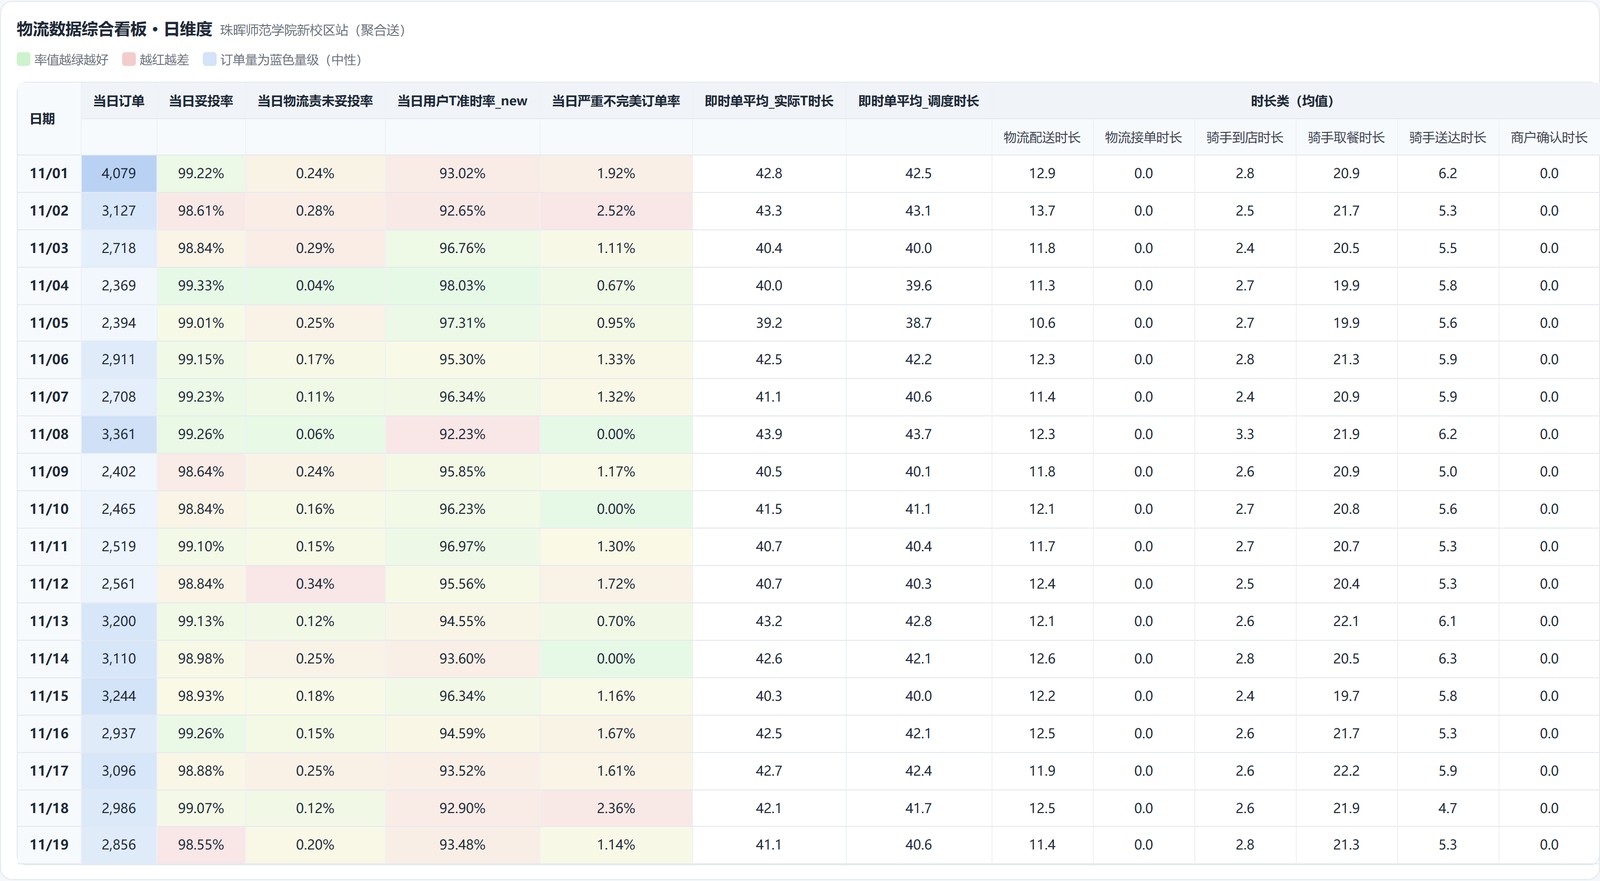 物流数据综合看板 • 日维度 珠晖师范学院新校区站（聚合送）
率值越绿越好 越红越差 订单量为蓝色量级（中性）
日期 当日订单 当日妥投率 当日物流责未妥投率 当日用户T准时率_new 当日严重不完美订单率 即时单平均_实际T时长 即时单平均_调度时长 时长类（均值）
物流配送时长 物流接单时长 骑手到店时长 骑手取餐时长 骑手送达时长 商户确认时长
11/01 4,079 99.22% 0.24% 93.02% 1.92% 42.8 42.5 12.9 0.0 2.8 20.9 6.2 0.0
11/02 3,127 98.61% 0.28% 92.65% 2.52% 43.3 43.1 13.7 0.0 2.5 21.7 5.3 0.0
11/03 2,718 98.84% 0.29% 96.76% 1.11% 40.4 40.0 11.8 0.0 2.4 20.5 5.5 0.0
11/04 2,369 99.33% 0.04% 98.03% 0.67% 40.0 39.6 11.3 0.0 2.7 19.9 5.8 0.0
11/05 2,394 99.01% 0.25% 97.31% 0.95% 39.2 38.7 10.6 0.0 2.7 19.9 5.6 0.0
11/06 2,911 99.15% 0.17% 95.30% 1.33% 42.5 42.2 12.3 0.0 2.8 21.3 5.9 0.0
11/07 2,708 99.23% 0.11% 96.34% 1.32% 41.1 40.6 11.4 0.0 2.4 20.9 5.9 0.0
11/08 3,361 99.26% 0.06% 92.23% 0.00% 43.9 43.7 12.3 0.0 3.3 21.9 6.2 0.0
11/09 2,402 98.64% 0.24% 95.85% 1.17% 40.5 40.1 11.8 0.0 2.6 20.9 5.0 0.0
11/10 2,465 98.84% 0.16% 96.23% 0.00% 41.5 41.1 12.1 0.0 2.7 20.8 5.6 0.0
11/11 2,519 99.10% 0.15% 96.97% 1.30% 40.7 40.4 11.7 0.0 2.7 20.7 5.3 0.0
11/12 2,561 98.84% 0.34% 95.56% 1.72% 40.7 40.3 12.4 0.0 2.5 20.4 5.3 0.0
11/13 3,200 99.13% 0.12% 94.55% 0.70% 43.2 42.8 12.1 0.0 2.6 22.1 6.1 0.0
11/14 3,110 98.98% 0.25% 93.60% 0.00% 42.6 42.1 12.6 0.0 2.8 20.5 6.3 0.0
11/15 3,244 98.93% 0.18% 96.34% 1.16% 40.3 40.0 12.2 0.0 2.4 19.7 5.8 0.0
11/16 2,937 99.26% 0.15% 94.59% 1.67% 42.5 42.1 12.5 0.0 2.6 21.7 5.3 0.0
11/17 3,096 98.88% 0.25% 93.52% 1.61% 42.7 42.4 11.9 0.0 2.6 22.2 5.9 0.0
11/18 2,986 99.07% 0.12% 92.90% 2.36% 42.1 41.7 12.5 0.0 2.6 21.9 4.7 0.0
11/19 2,856 98.55% 0.20% 93.48% 1.14% 41.1 40.6 11.4 0.0 2.8 21.3 5.3 0.0